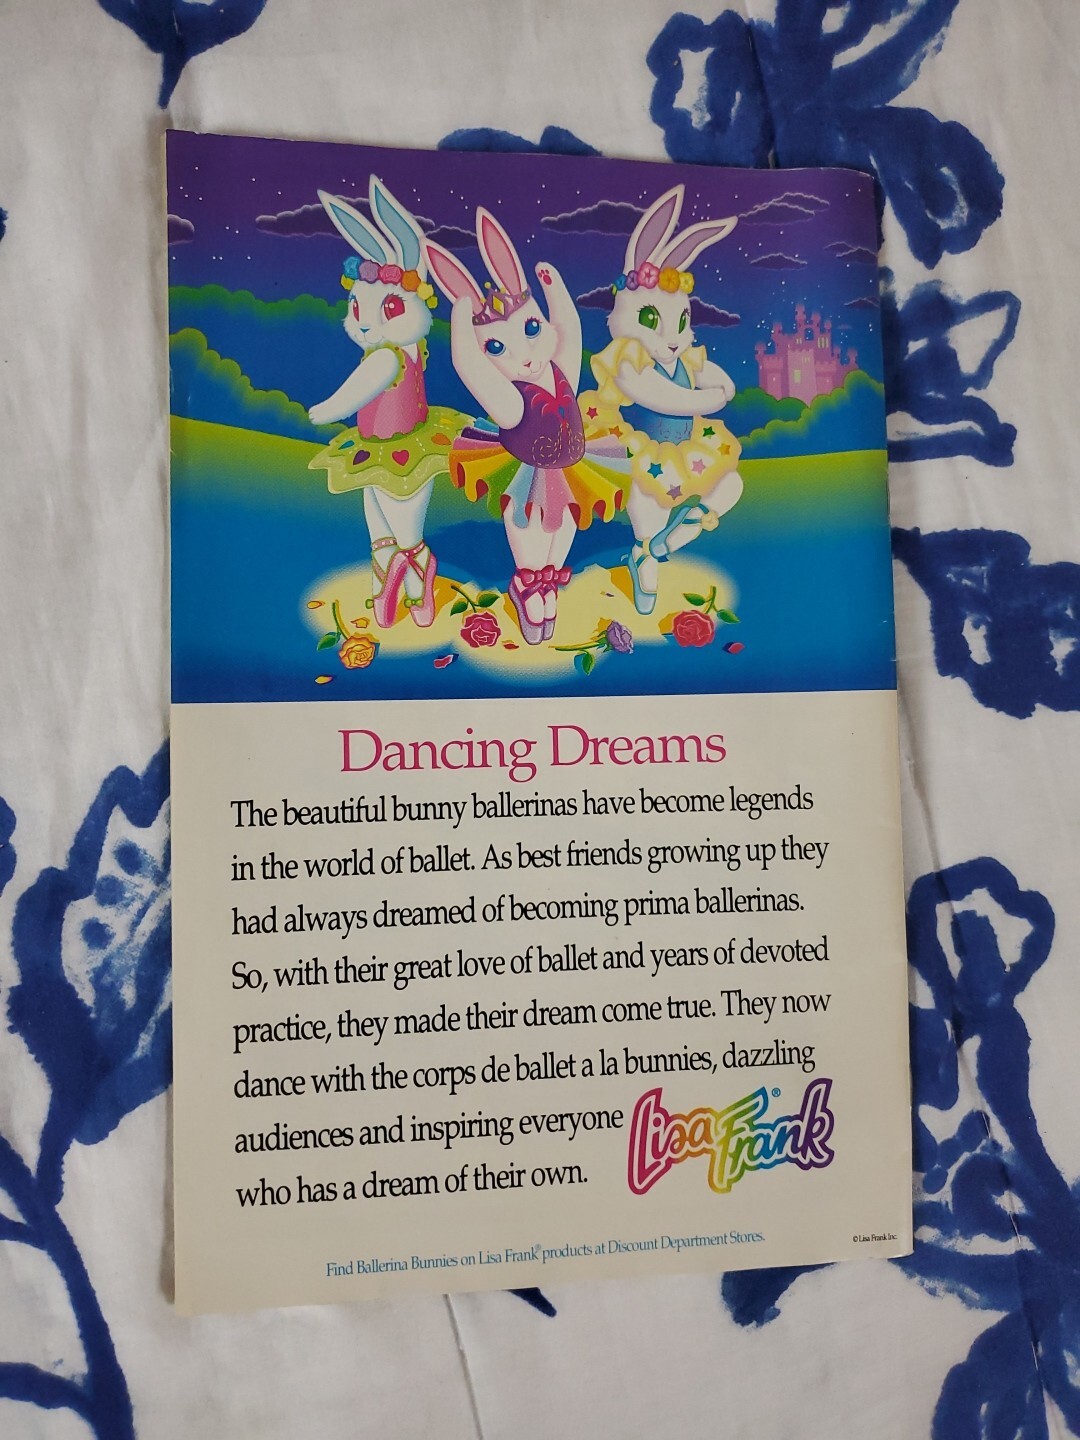 Dancing Dreams
The beautiful bunny ballerinas have become legends
in the world of ballet. As best friends growing up they
had always dreamed of becoming prima ballerinas.
So, with their great love of ballet and years of devoted
practice, they made their dream come true. They now
dance with the corps de ballet a la bunnies, dazzling
audiences and inspiring everyone
who has a dream of their own.
Lisa Frank®
Find Ballerina Bunnies on Lisa Frank® products at Discount Department Stores.
© Lisa Frank Inc.